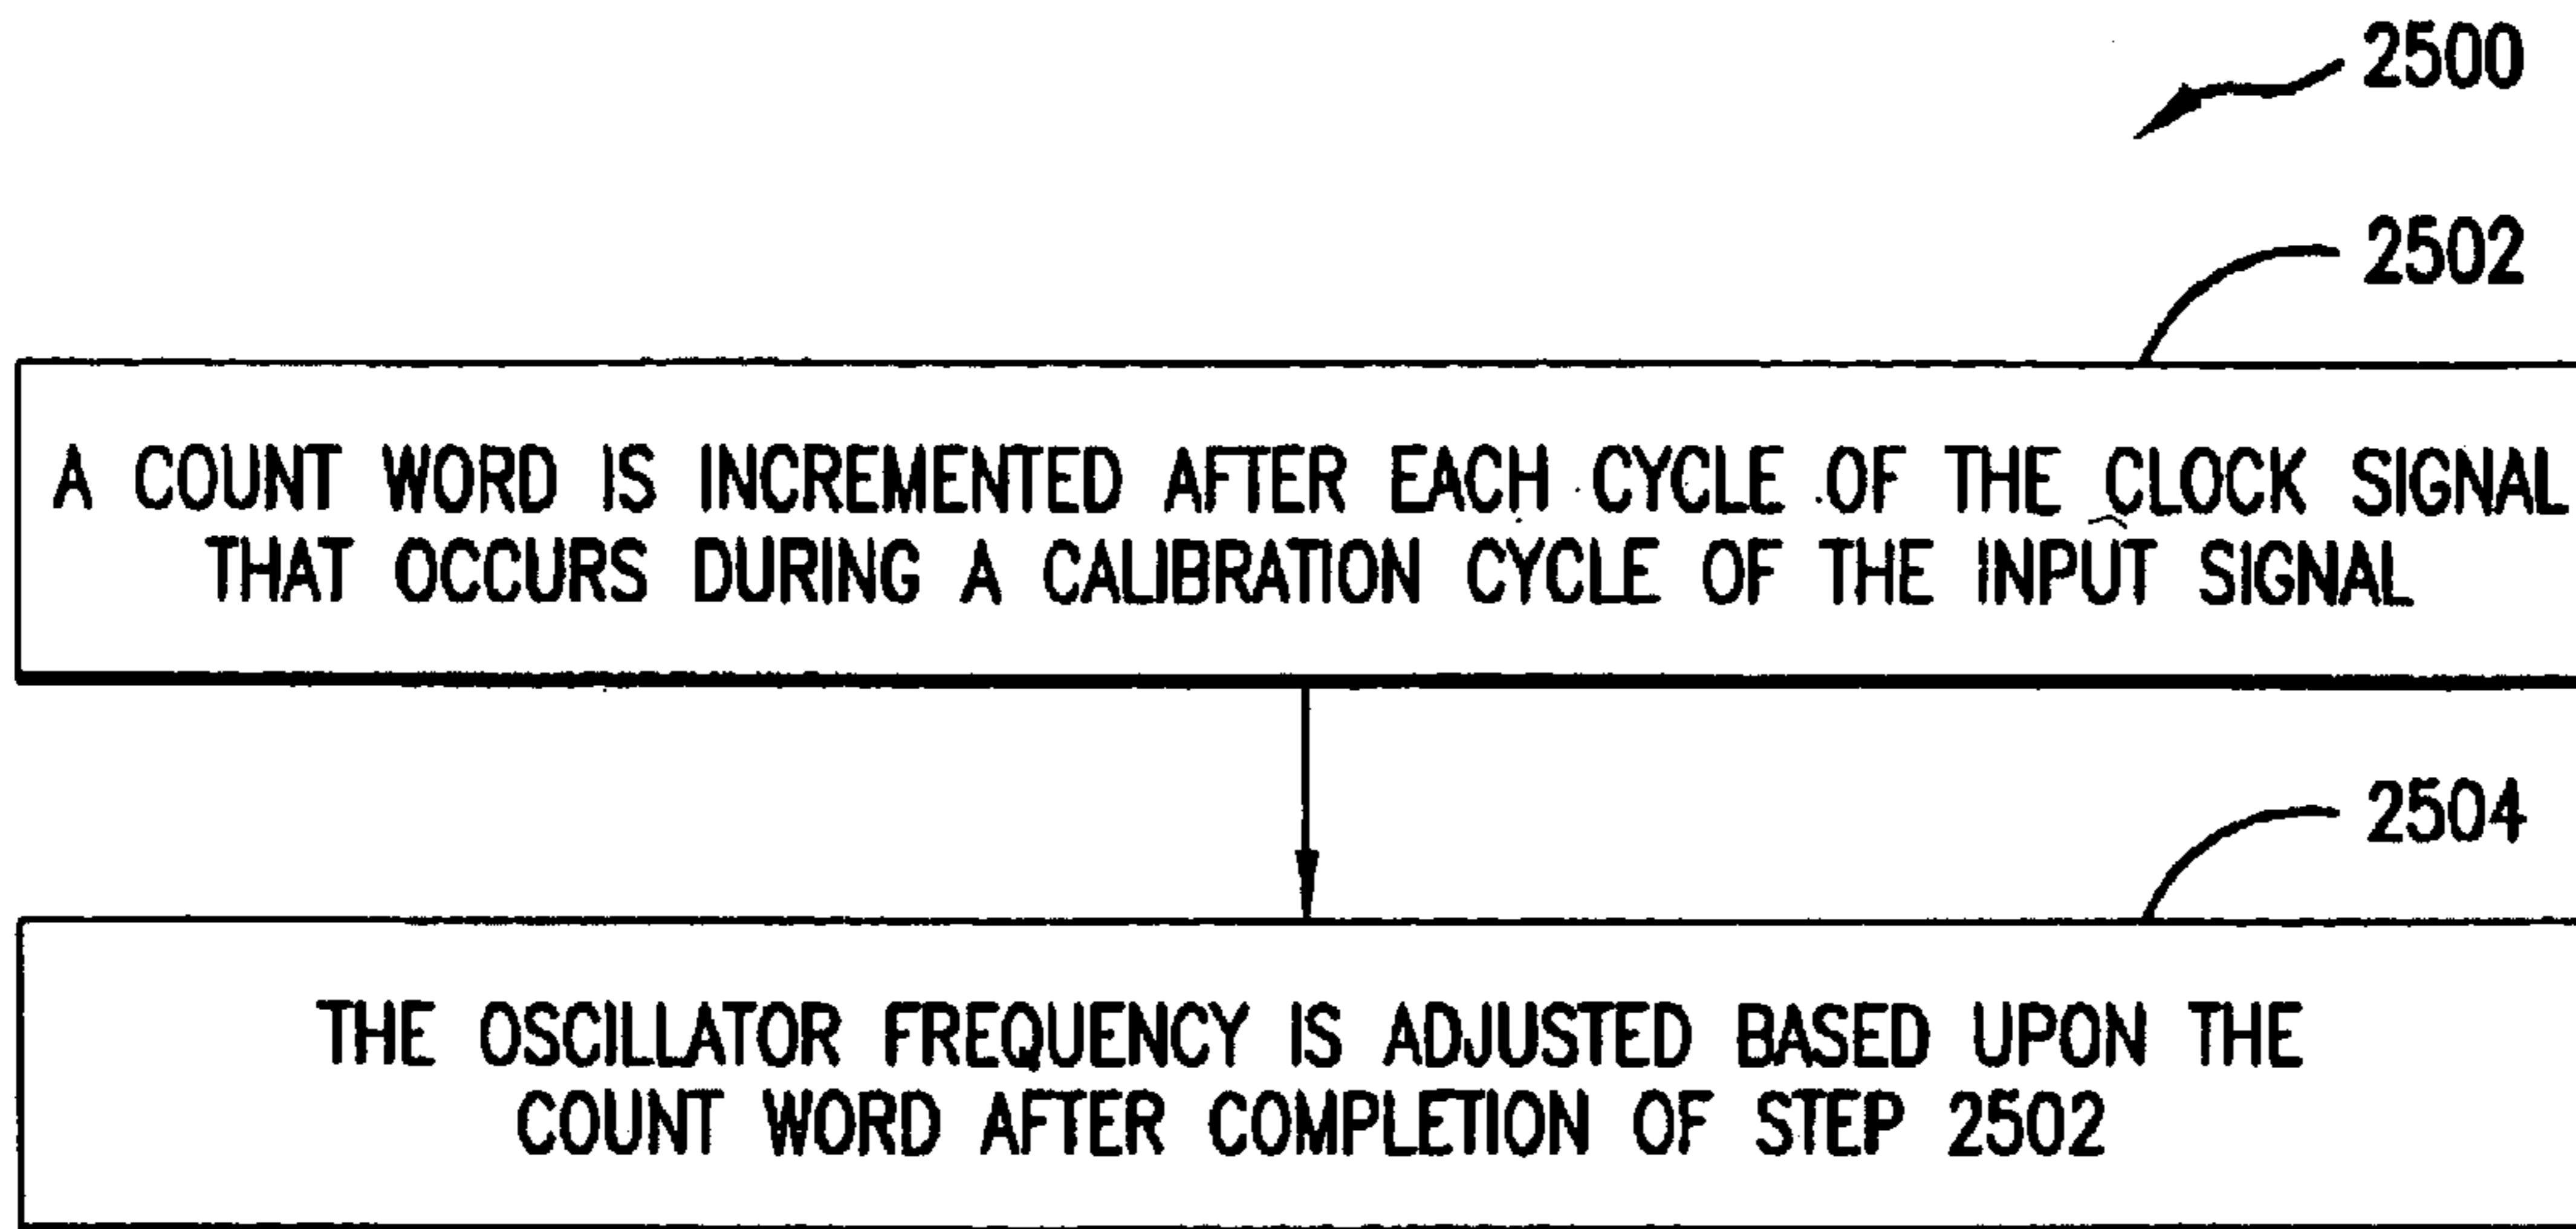 2500
2502
A COUNT WORD IS INCREMENTED AFTER EACH CYCLE OF THE CLOCK SIGNAL
THAT OCCURS DURING A CALIBRATION CYCLE OF THE INPUT SIGNAL
2504
THE OSCILLATOR FREQUENCY IS ADJUSTED BASED UPON THE
COUNT WORD AFTER COMPLETION OF STEP 2502